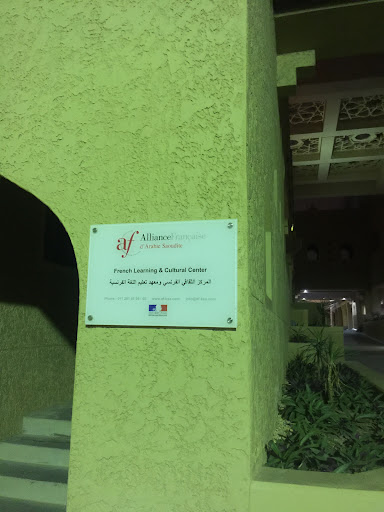 af AllianceFrançaise
d'Arabie Saoudite
French Learning & Cultural Center
المركز الثقافي الفرنسي ومعهد تعليم اللغة الفرنسية